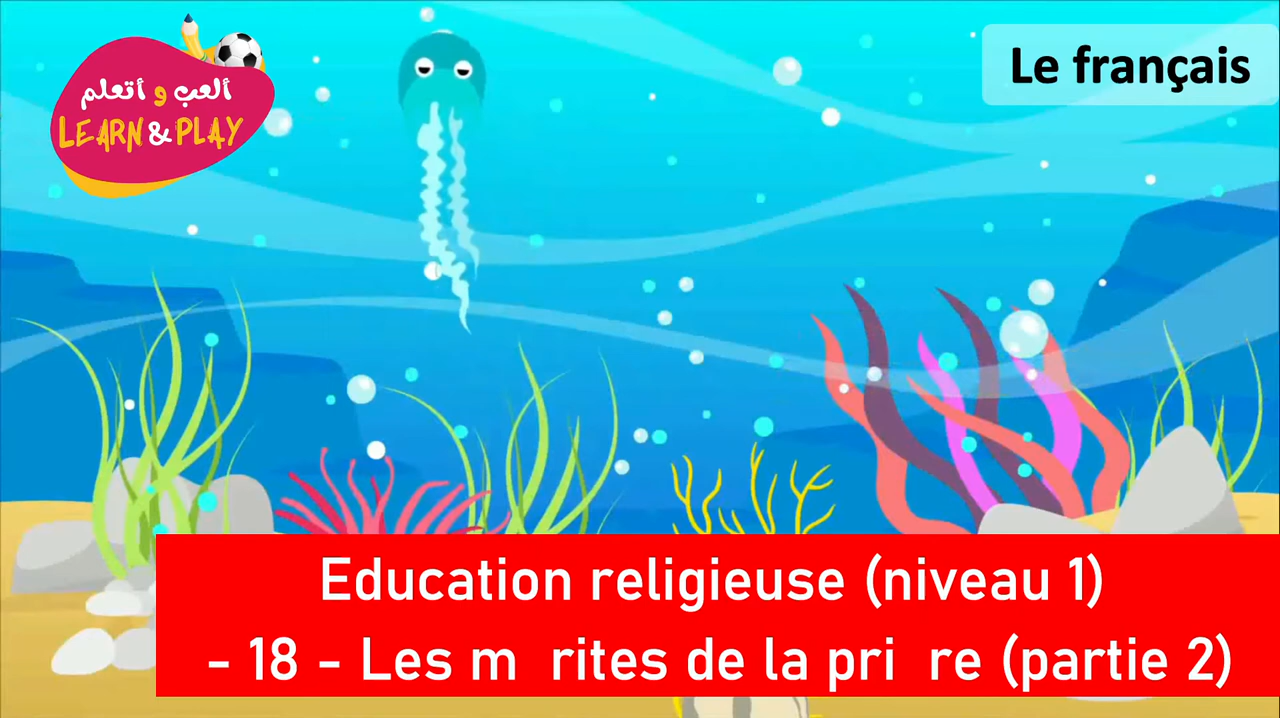 ألعب و أتعلم
LEARN & PLAY
Le français
Education religieuse (niveau 1)
- 18 - Les m rites de la pri re (partie 2)